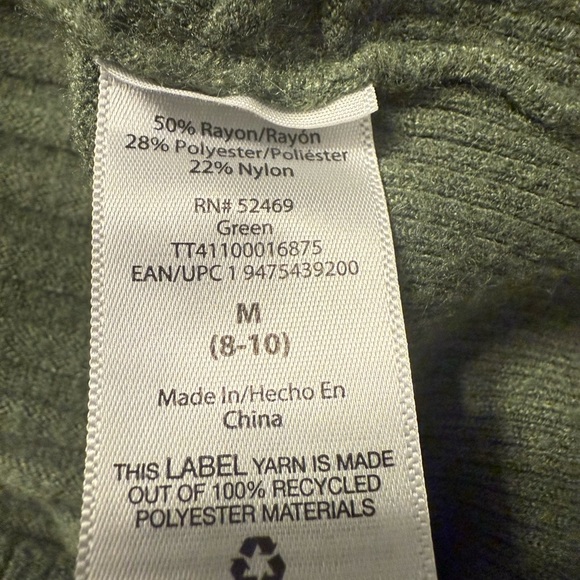 50% Rayon/Rayón
28% Polyester/Poliéster
22% Nylon
RN# 52469
Green
TT41100016875
EAN/UPC 1 9475439200
M
(8-10)
Made In/Hecho En
China
THIS LABEL YARN IS MADE
OUT OF 100% RECYCLED
POLYESTER MATERIALS